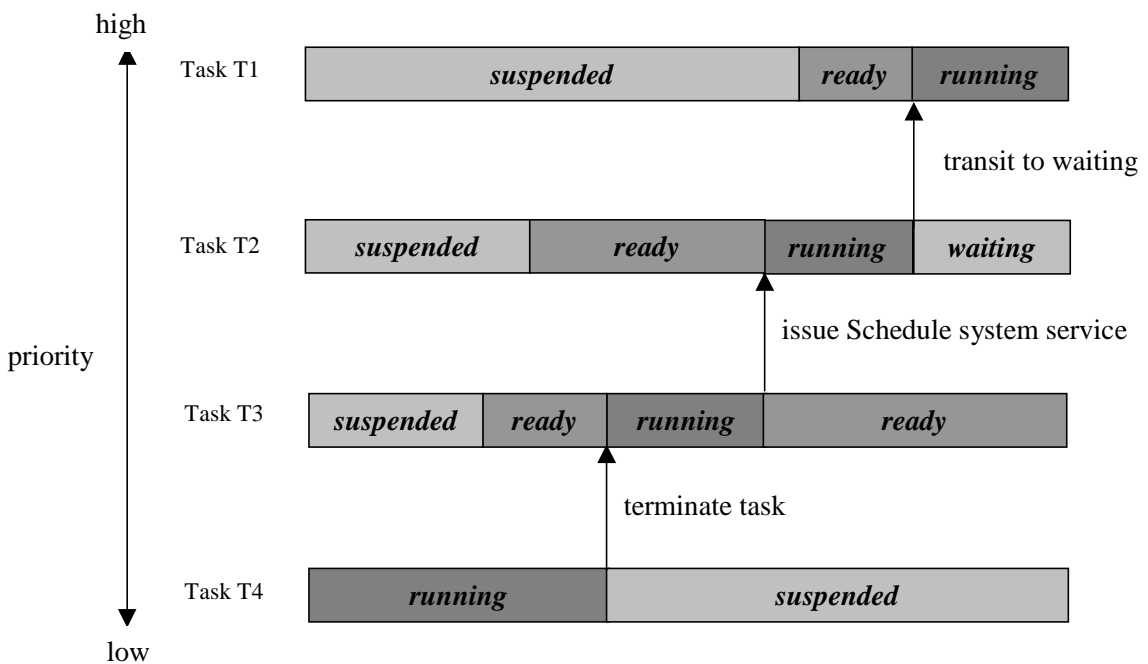 high
Task T1
suspended
ready
running
transit to waiting
Task T2
suspended
ready
running
waiting
issue Schedule system service
priority
Task T3
suspended
ready
running
ready
terminate task
Task T4
running
suspended
low